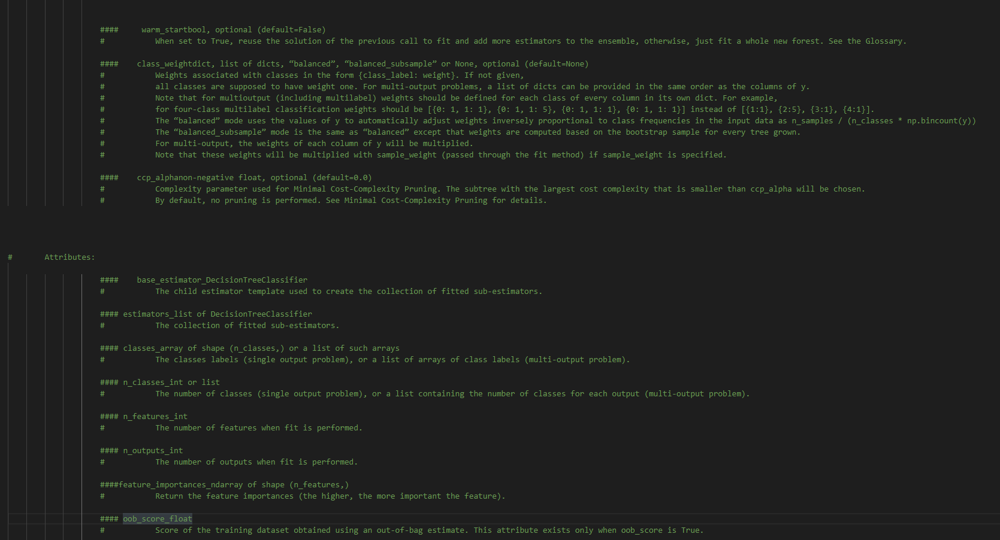 #### warm_startbool, optional (default=False)
# When set to True, reuse the solution of the previous call to fit and add more estimators to the ensemble, otherwise, just fit a whole new forest. See the Glossary.
#### class_weightdict, list of dicts, “balanced”, “balanced_subsample” or None, optional (default=None)
# Weights associated with classes in the form {class_label: weight}. If not given,
# all classes are supposed to have weight one. For multi-output problems, a list of dicts can be provided in the same order as the columns of y.
# Note that for multioutput (including multilabel) weights should be defined for each class of every column in its own dict. For example,
# for four-class multilabel classification weights should be [{0: 1, 1: 1}, {0: 1, 1: 5}, {0: 1, 1: 1}, {0: 1, 1: 1}] instead of [{1:1}, {2:5}, {3:1}, {4:1}].
# The “balanced” mode uses the values of y to automatically adjust weights inversely proportional to class frequencies in the input data as n_samples / (n_classes * np.bincount(y))
# The “balanced_subsample” mode is the same as “balanced” except that weights are computed based on the bootstrap sample for every tree grown.
# For multi-output, the weights of each column of y will be multiplied.
# Note that these weights will be multiplied with sample_weight (passed through the fit method) if sample_weight is specified.
#### ccp_alphanon-negative float, optional (default=0.0)
# Complexity parameter used for Minimal Cost-Complexity Pruning. The subtree with the largest cost complexity that is smaller than ccp_alpha will be chosen.
# By default, no pruning is performed. See Minimal Cost-Complexity Pruning for details.
# Attributes:
#### base_estimator_DecisionTreeClassifier
# The child estimator template used to create the collection of fitted sub-estimators.
#### estimators_list of DecisionTreeClassifier
# The collection of fitted sub-estimators.
#### classes_array of shape (n_classes,) or a list of such arrays
# The classes labels (single output problem), or a list of arrays of class labels (multi-output problem).
#### n_classes_int or list
# The number of classes (single output problem), or a list containing the number of classes for each output (multi-output problem).
#### n_features_int
# The number of features when fit is performed.
#### n_outputs_int
# The number of outputs when fit is performed.
####feature_importances_ndarray of shape (n_features,)
# Return the feature importances (the higher, the more important the feature).
#### oob_score_float
# Score of the training dataset obtained using an out-of-bag estimate. This attribute exists only when oob_score is True.